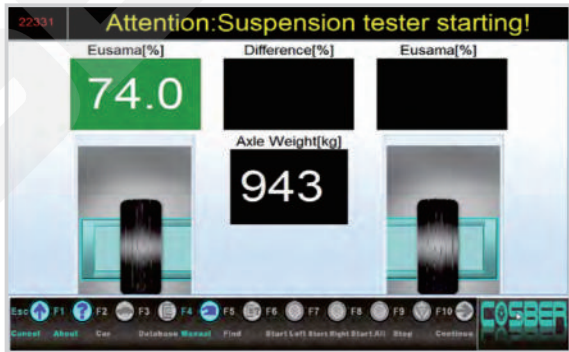 22331 Attention:Suspension tester starting!
Eusama[%] Difference[%] Eusama[%]
74.0
Axle Weight[kg]
943
Esc F1 F2 F3 F4 F5 F6 F7 F8 F9 F10
Cancel About Car Database Manual Find Start Left Start Right Start All Stop Continue
COSBER